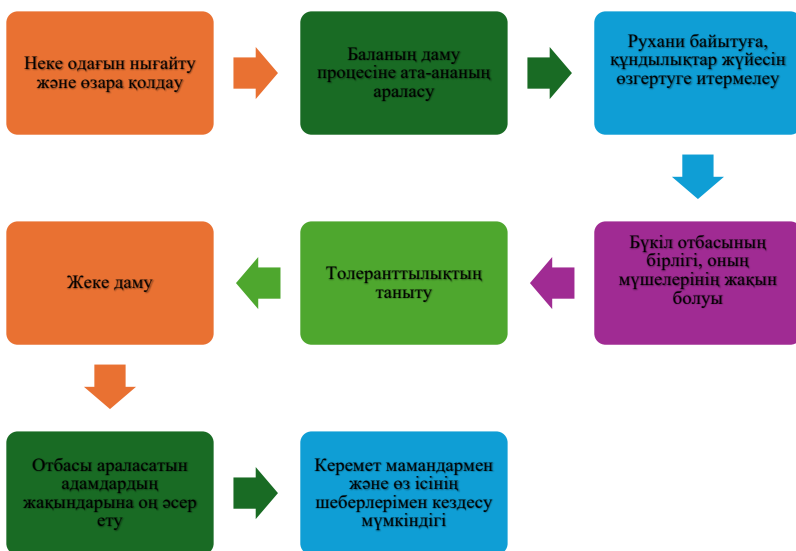 Неке одағын нығайту
және өзара қолдау
Баланың даму
процесіне ата-ананың
араласу
Рухани байытуға,
құндылықтар жүйесін
өзгертуге итермелеу
Бүкіл отбасының
бірлігі, оның
мүшелерінің жақын
болуы
Толеранттылықтың
таныту
Жеке даму
Отбасы араласатын
адамдардың
жақындарына оң әсер
ету
Керемет мамандармен
және өз ісінің
шеберлерімен кездесу
мүмкіндігі